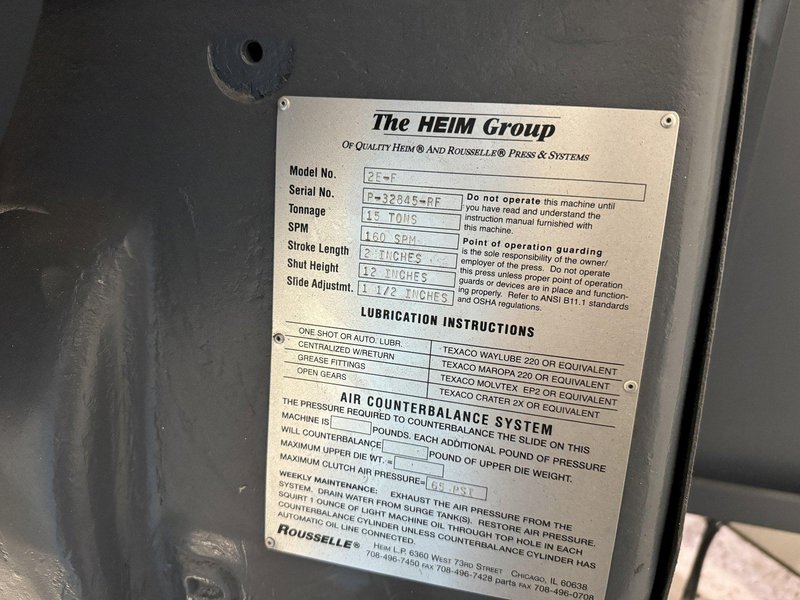 The HEIM Group
OF QUALITY HEIM® AND ROUSSELLE® PRESS & SYSTEMS
Model No. 2E-F
Serial No. P-32845-RF
Tonnage 15 TONS
SPM 160 SPM
Stroke Length 2 INCHES
Shut Height 12 INCHES
Slide Adjustmt. 1 1/2 INCHES
Do not operate this machine until
you have read and understand the
instruction manual furnished with
this machine.
Point of operation guarding
is the sole responsibility of the owner/
employer of the press. Do not operate
this press unless proper point of operation
guards or devices are in place and function-
ing properly. Refer to ANSI B11.1 standards
and OSHA regulations.
LUBRICATION INSTRUCTIONS
ONE SHOT OR AUTO. LUBR. TEXACO WAYLUBE 220 OR EQUIVALENT
CENTRALIZED W/RETURN TEXACO MAROPA 220 OR EQUIVALENT
GREASE FITTINGS TEXACO MOLVTEX EP2 OR EQUIVALENT
OPEN GEARS TEXACO CRATER 2X OR EQUIVALENT
AIR COUNTERBALANCE SYSTEM
THE PRESSURE REQUIRED TO COUNTERBALANCE THE SLIDE ON THIS
MACHINE IS POUNDS. EACH ADDITIONAL POUND OF PRESSURE
WILL COUNTERBALANCE POUND OF UPPER DIE WEIGHT.
MAXIMUM UPPER DIE WT. =
MAXIMUM CLUTCH AIR PRESSURE= 65 PSI
WEEKLY MAINTENANCE: EXHAUST THE AIR PRESSURE FROM THE
SYSTEM. DRAIN WATER FROM SURGE TANK(S). RESTORE AIR PRESSURE.
SQUIRT 1 OUNCE OF LIGHT MACHINE OIL THROUGH TOP HOLE IN EACH
COUNTERBALANCE CYLINDER UNLESS COUNTERBALANCE CYLINDER HAS
AUTOMATIC OIL LINE CONNECTED.
ROUSSELLE® HEIM L.P. 6360 WEST 73RD STREET CHICAGO, IL 60638
708-496-7450 FAX 708-496-7428 parts FAX 708-496-0708